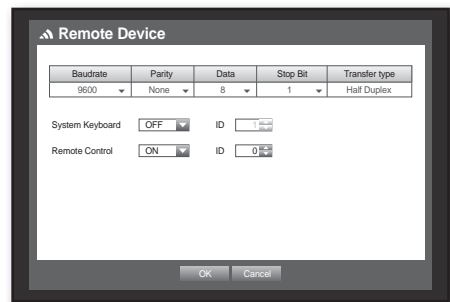 Remote Device
Baudrate Parity Data Stop Bit Transfer type
9600 None 8 1 Half Duplex
System Keyboard OFF ID 1
Remote Control ON ID 0
OK Cancel